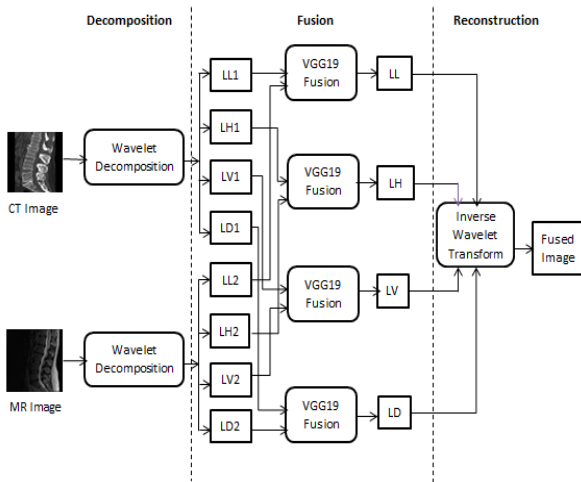 Decomposition
Fusion
Reconstruction
LL1
VGG19
Fusion
LL
LH1
Wavelet
Decomposition
CT Image
LV1
VGG19
Fusion
LH
LD1
Inverse
Wavelet
Transform
Fused
Image
LL2
VGG19
Fusion
LV
LH2
Wavelet
Decomposition
MR Image
LV2
LD2
VGG19
Fusion
LD